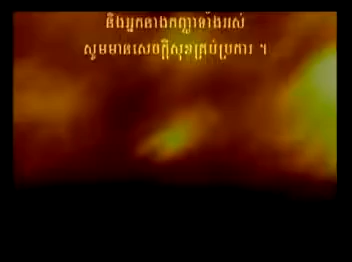 និងអ្នកនាងកញ្ញាទាំងអស់
សូមមានសេចក្ដីសុខគ្រប់ប្រការ ។